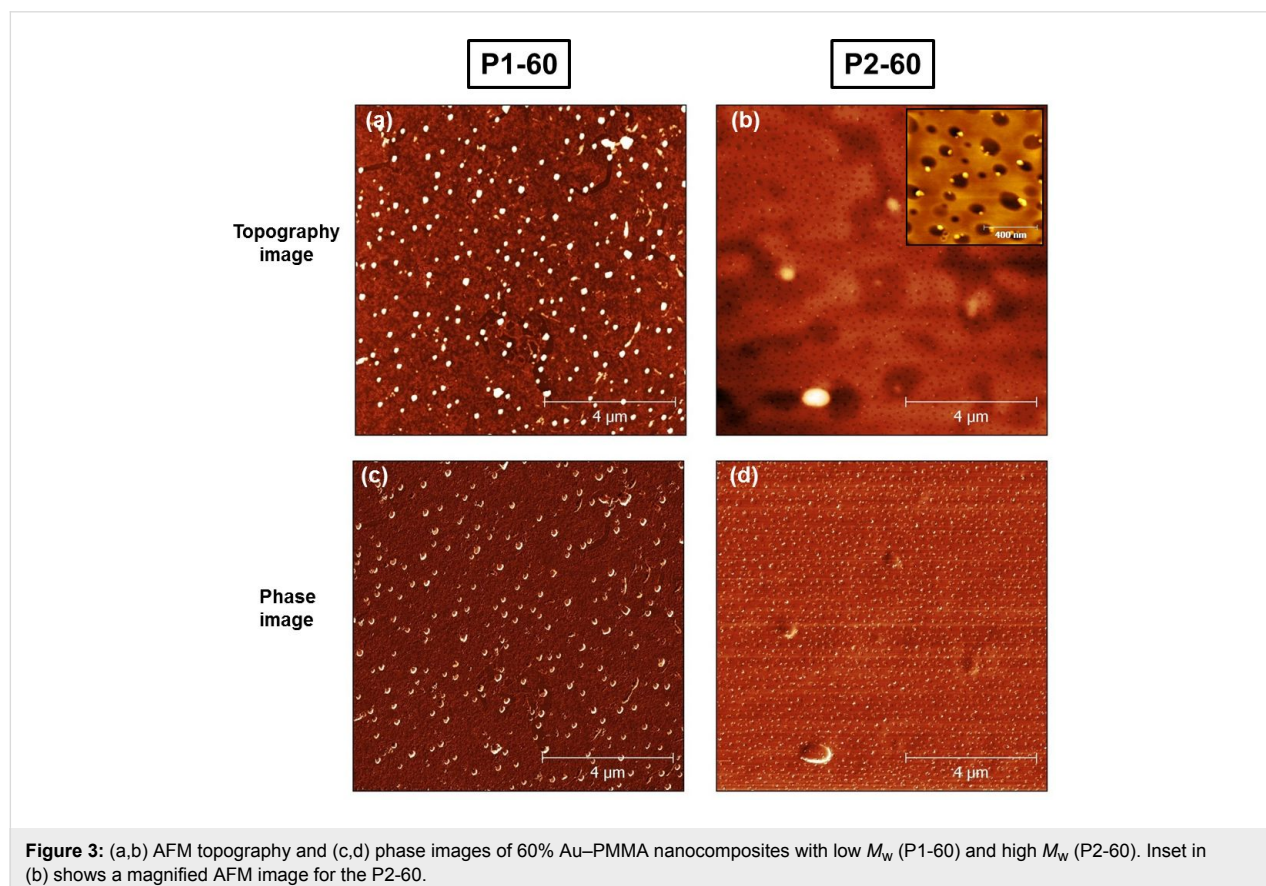 P1-60
P2-60
(a)
(b)
400 nm
Topography
image
4 µm
4 µm
(c)
(d)
Phase
image
4 µm
4 µm
Figure 3: (a,b) AFM topography and (c,d) phase images of 60% Au–PMMA nanocomposites with low Mw (P1-60) and high Mw (P2-60). Inset in
(b) shows a magnified AFM image for the P2-60.